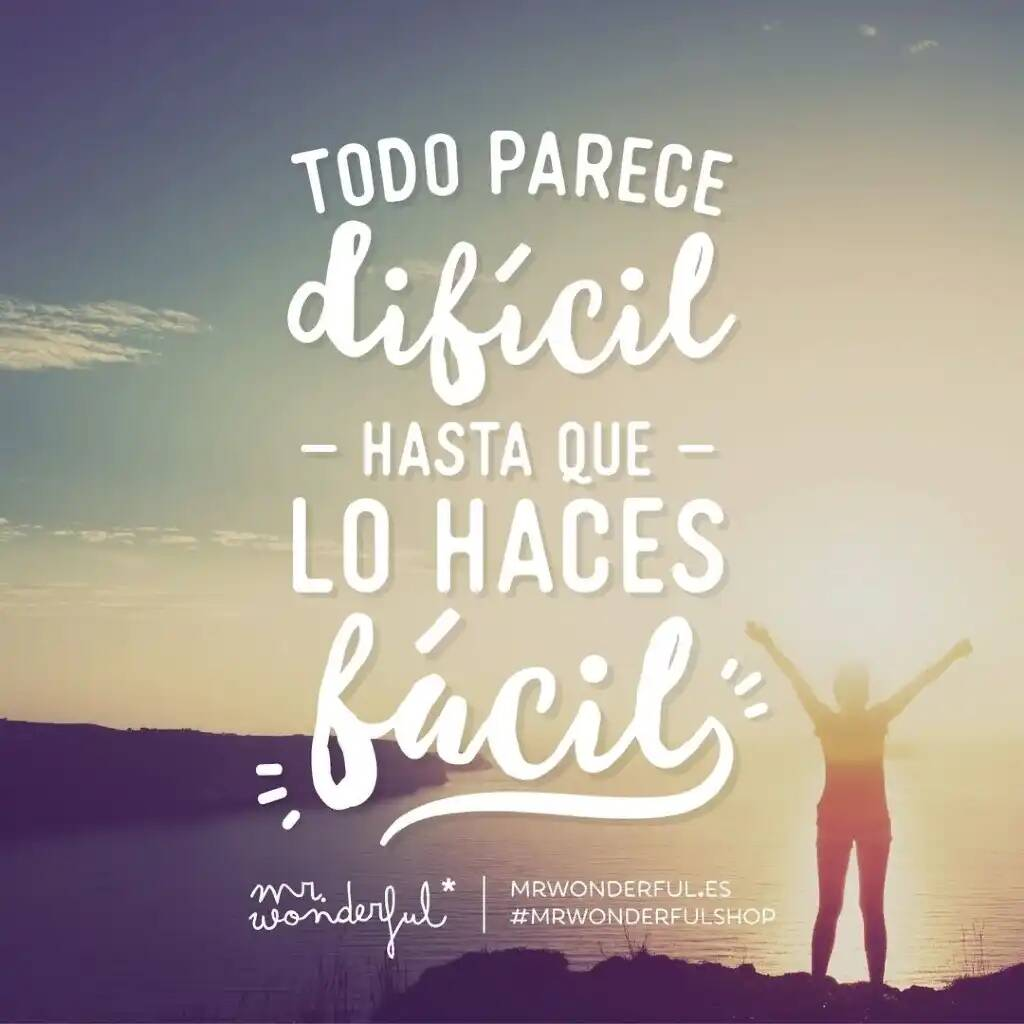 TODO PARECE
difícil
– HASTA QUE –
LO HACES
fácil
mr. wonderful*
MRWONDERFUL.ES
#MRWONDERFULSHOP